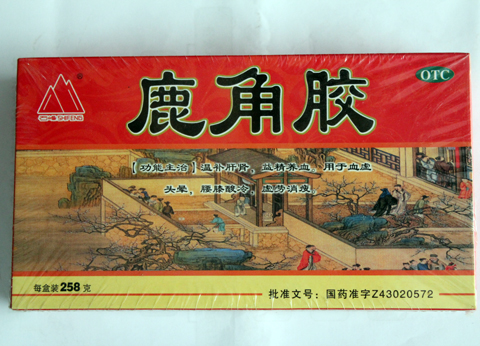 OTC
鹿角胶
SHIFENG
【功能主治】温补肝肾，益精养血。用于血虚
头晕，腰膝酸冷，虚劳消瘦
每盒装258克
批准文号：国药准字Z43020572